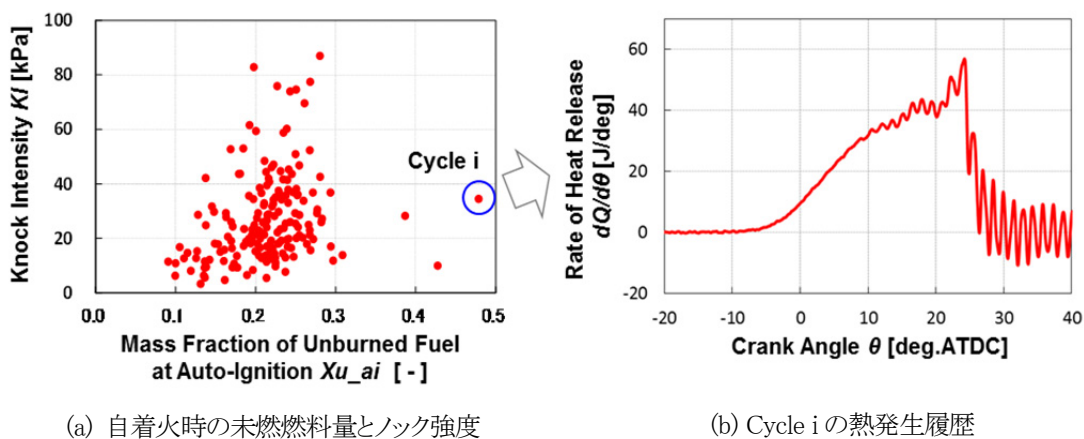 Knock Intensity KI [kPa]
100
80
60
40
20
0
Cycle i
0.0 0.1 0.2 0.3 0.4 0.5
Mass Fraction of Unburned Fuel
at Auto-Ignition Xu_ai [ - ]
(a) 自着火時の未燃燃料量とノック強度
Rate of Heat Release
dQ/dθ [J/deg]
60
40
20
0
-20
-20 -10 0 10 20 30 40
Crank Angle θ [deg.ATDC]
(b) Cycle i の熱発生履歴